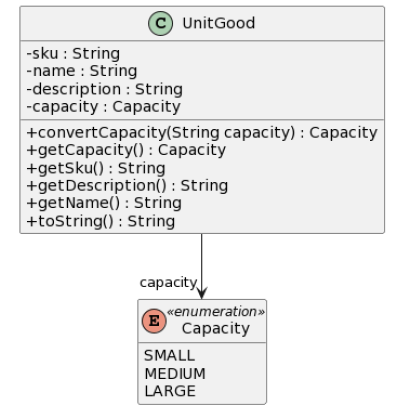 C UnitGood
-sku : String
-name : String
-description : String
-capacity : Capacity
+convertCapacity(String capacity) : Capacity
+getCapacity() : Capacity
+getSku() : String
+getDescription() : String
+getName() : String
+toString() : String
capacity
«enumeration»
E Capacity
SMALL
MEDIUM
LARGE